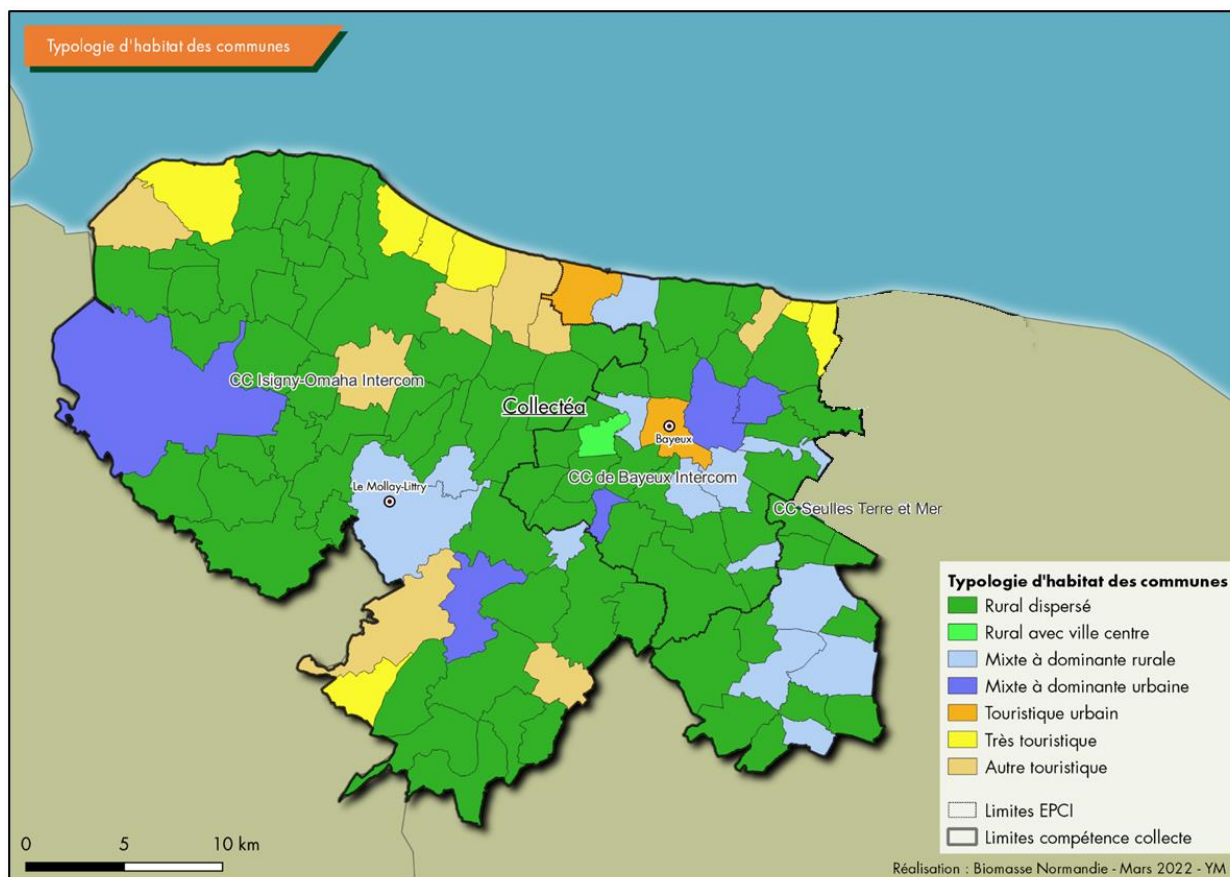 Typologie d'habitat des communes
CC Isigny-Omaha Intercom
Collectéa
Bayeux
CC de Bayeux Intercom
Le Mollay-Littry
CC Seulles Terre et Mer
Typologie d'habitat des communes
Rural dispersé
Rural avec ville centre
Mixte à dominante rurale
Mixte à dominante urbaine
Touristique urbain
Très touristique
Autre touristique
Limites EPCI
Limites compétence collecte
0 5 10 km
Réalisation : Biomasse Normandie - Mars 2022 - YM